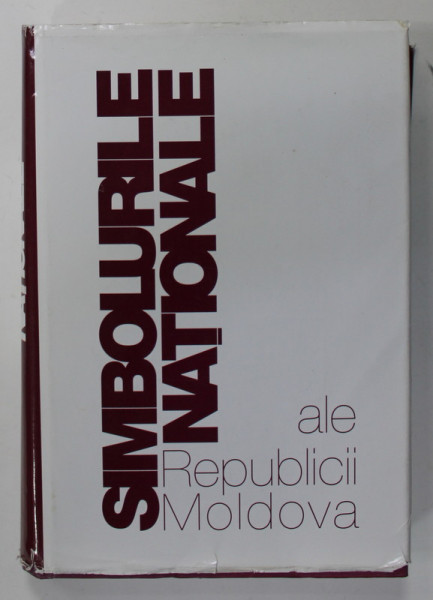 SIMBOLURILE
NAȚIONALE
ale
Republicii
Moldova